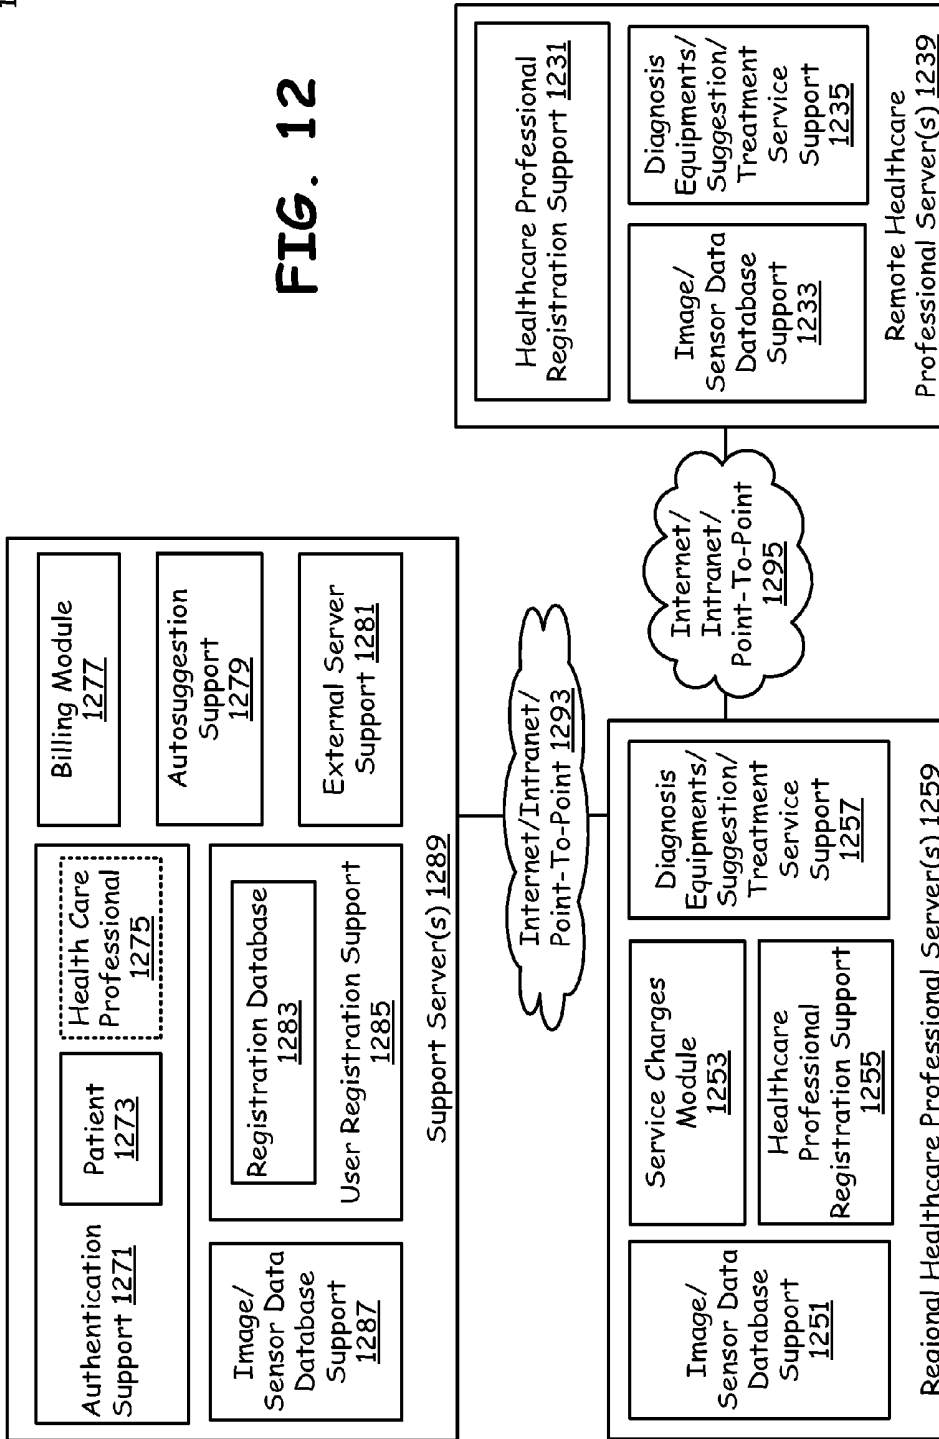 FIG. 12
Authentication
Support 1271
Patient
1273
Health Care
Professional
1275
Billing Module
1277
Autosuggestion
Support
1279
External Server
Support 1281
Image/
Sensor Data
Database
Support
1287
Registration Database
1283
User Registration Support
1285
Support Server(s) 1289
Internet/Intranet/
Point-To-Point 1293
Image/
Sensor Data
Database
Support
1251
Service Charges
Module
1253
Healthcare
Professional
Registration Support
1255
Diagnosis
Equipments/
Suggestion/
Treatment
Service
Support
1257
Regional Healthcare Professional Server(s) 1259
Internet/
Intranet/
Point-To-Point
1295
Healthcare Professional
Registration Support 1231
Image/
Sensor Data
Database
Support
1233
Diagnosis
Equipments/
Suggestion/
Treatment
Service
Support
1235
Remote Healthcare
Professional Server(s) 1239